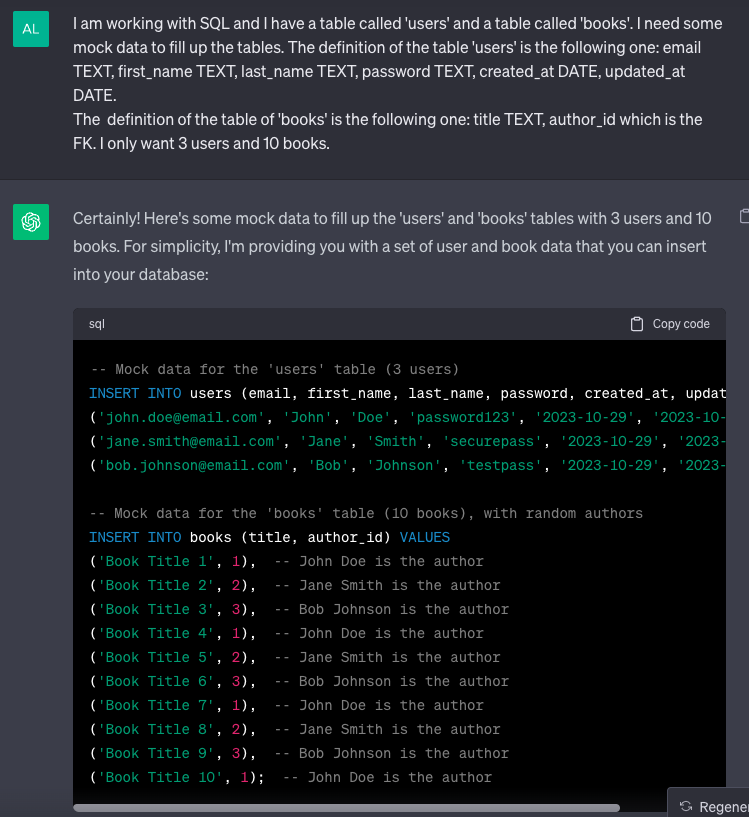 AL
I am working with SQL and I have a table called 'users' and a table called 'books'. I need some
mock data to fill up the tables. The definition of the table 'users' is the following one: email
TEXT, first_name TEXT, last_name TEXT, password TEXT, created_at DATE, updated_at
DATE.
The  definition of the table of 'books' is the following one: title TEXT, author_id which is the
FK. I only want 3 users and 10 books.
Certainly! Here's some mock data to fill up the 'users' and 'books' tables with 3 users and 10
books. For simplicity, I'm providing you with a set of user and book data that you can insert
into your database:
sql
Copy code
-- Mock data for the 'users' table (3 users)
INSERT INTO users (email, first_name, last_name, password, created_at, updat
('john.doe@email.com', 'John', 'Doe', 'password123', '2023-10-29', '2023-10-
('jane.smith@email.com', 'Jane', 'Smith', 'securepass', '2023-10-29', '2023-
('bob.johnson@email.com', 'Bob', 'Johnson', 'testpass', '2023-10-29', '2023-
-- Mock data for the 'books' table (10 books), with random authors
INSERT INTO books (title, author_id) VALUES
('Book Title 1', 1),  -- John Doe is the author
('Book Title 2', 2),  -- Jane Smith is the author
('Book Title 3', 3),  -- Bob Johnson is the author
('Book Title 4', 1),  -- John Doe is the author
('Book Title 5', 2),  -- Jane Smith is the author
('Book Title 6', 3),  -- Bob Johnson is the author
('Book Title 7', 1),  -- John Doe is the author
('Book Title 8', 2),  -- Jane Smith is the author
('Book Title 9', 3),  -- Bob Johnson is the author
('Book Title 10', 1);  -- John Doe is the author
Regener